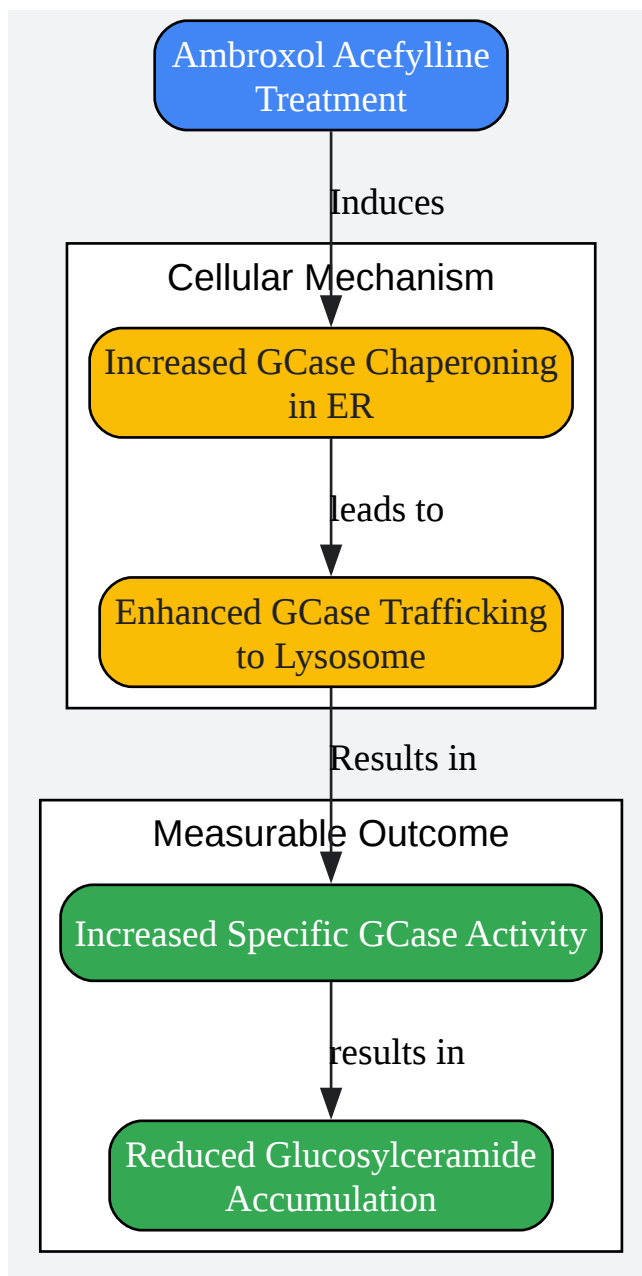 Ambroxol Acefylline
Treatment
Induces
Cellular Mechanism
Increased GCase Chaperoning
in ER
leads to
Enhanced GCase Trafficking
to Lysosome
Results in
Measurable Outcome
Increased Specific GCase Activity
results in
Reduced Glucosylceramide
Accumulation